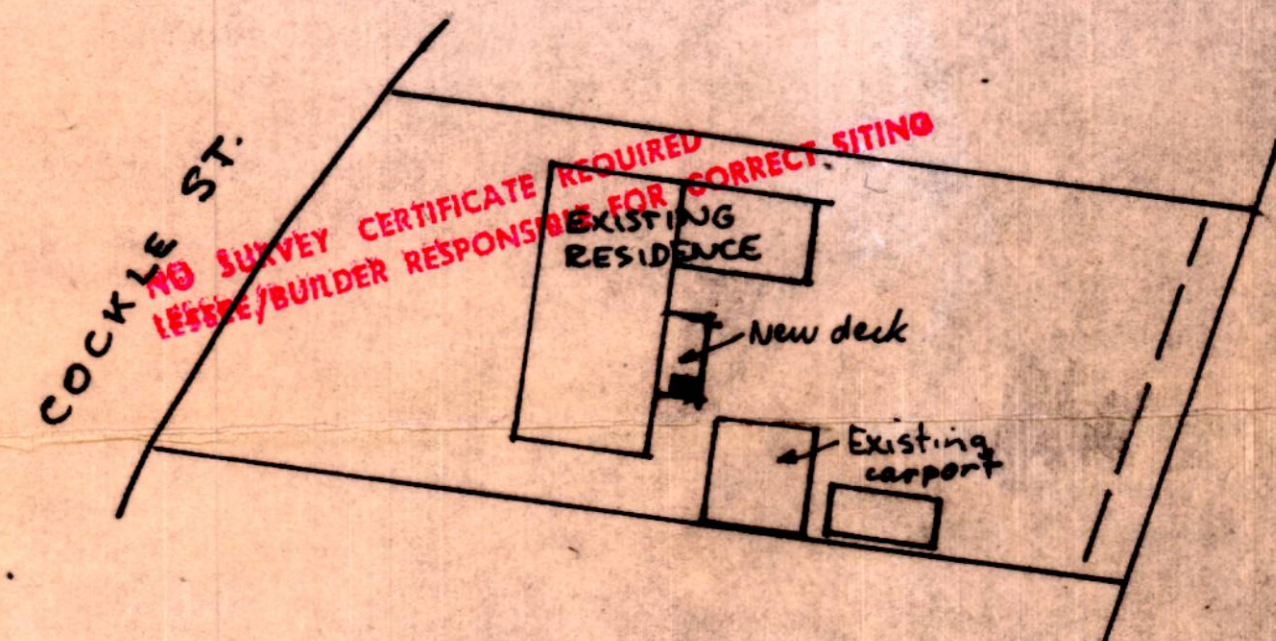 COCKLE ST.
NO SURVEY CERTIFICATE REQUIRED
LESSEE/BUILDER RESPONSIBLE FOR CORRECT SITING
EXISTING
RESIDENCE
New deck
Existing
carport